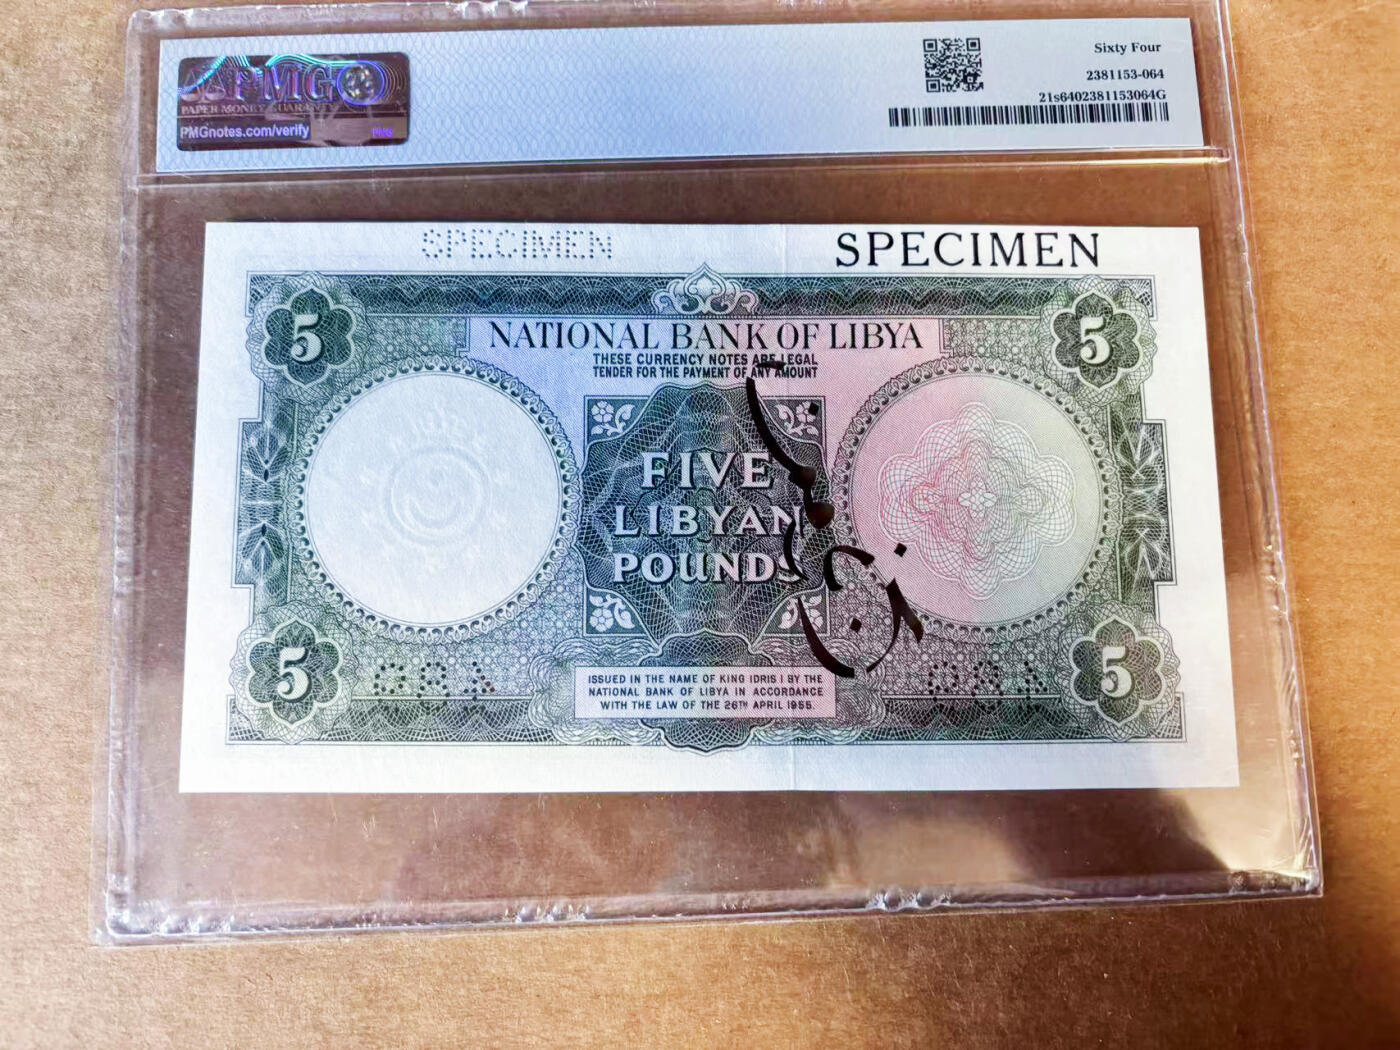 PMG
PAPER MONEY GUARANTY
PMGnotes.com/verify
PMG
Sixty Four
2381153-064
21s6402381153064G
SPECIMEN
SPECIMEN
5
5
NATIONAL BANK OF LIBYA
THESE CURRENCY NOTES ARE LEGAL
TENDER FOR THE PAYMENT OF ANY AMOUNT
FIVE
LIBYAN
POUNDS
5
5
ISSUED IN THE NAME OF KING IDRIS I BY THE
NATIONAL BANK OF LIBYA IN ACCORDANCE
WITH THE LAW OF THE 26TH APRIL 1955.